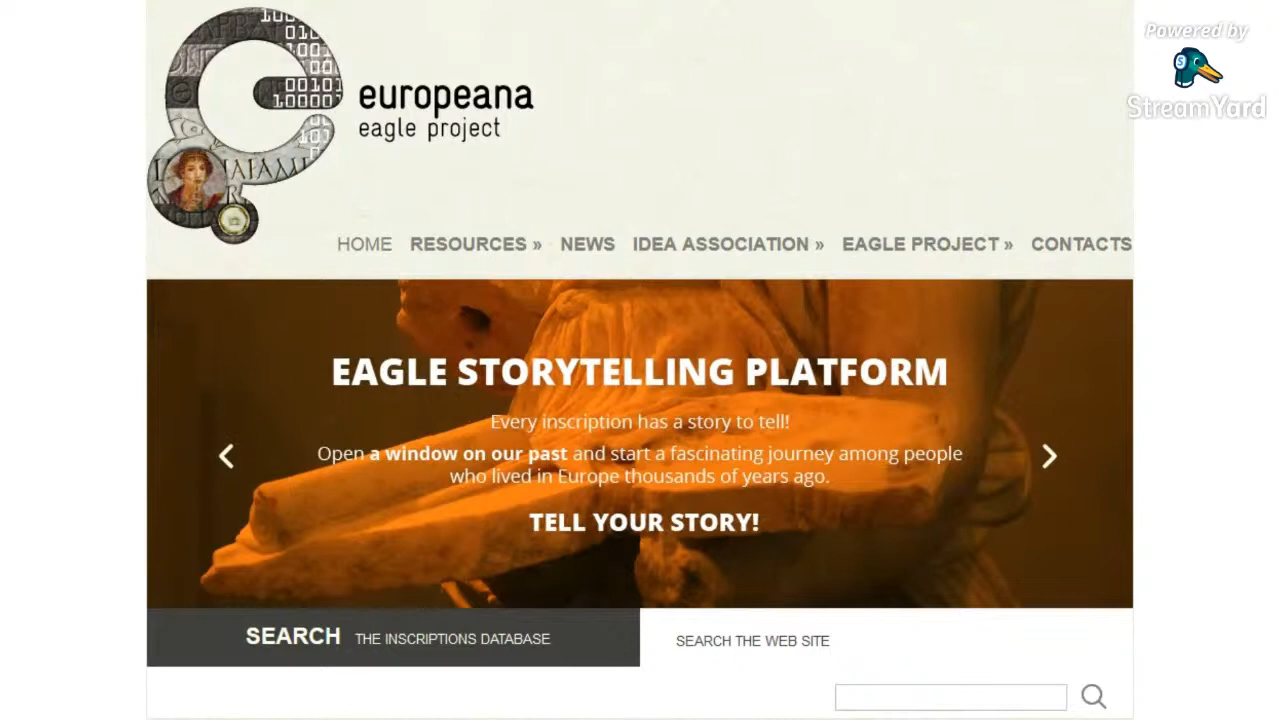 Powered by
StreamYard
europeana
eagle project
HOME RESOURCES » NEWS IDEA ASSOCIATION » EAGLE PROJECT » CONTACTS
EAGLE STORYTELLING PLATFORM
Every inscription has a story to tell!
Open a window on our past and start a fascinating journey among people
who lived in Europe thousands of years ago.
TELL YOUR STORY!
SEARCH THE INSCRIPTIONS DATABASE
SEARCH THE WEB SITE